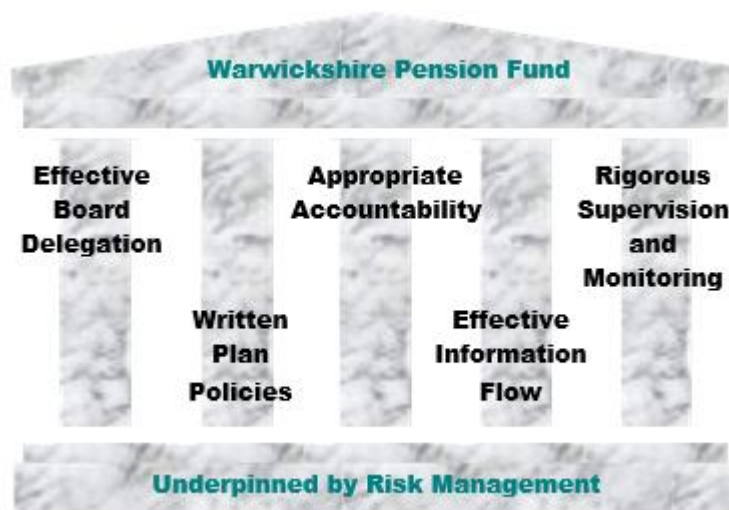 Warwickshire Pension Fund
Effective
Board
Delegation
Written
Plan
Policies
Appropriate
Accountability
Effective
Information
Flow
Rigorous
Supervision
and
Monitoring
Underpinned by Risk Management